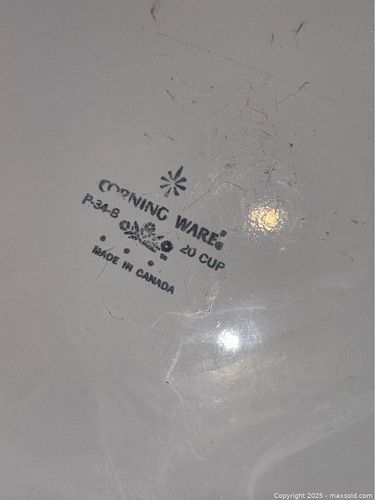 CORNING WARE®
P-34-B 20 CUP
MADE IN CANADA
Copyright © 2025 - maxsold.com